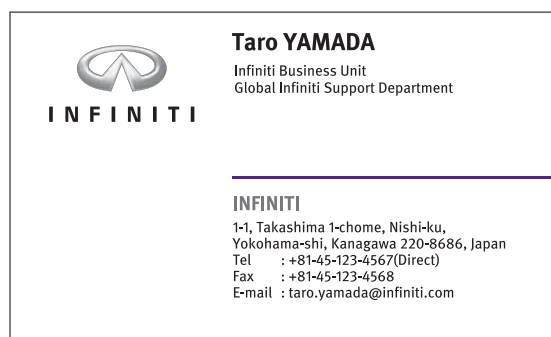 INFINITI
Taro YAMADA
Infiniti Business Unit
Global Infiniti Support Department
INFINITI
1-1, Takashima 1-chome, Nishi-ku,
Yokohama-shi, Kanagawa 220-8686, Japan
Tel : +81-45-123-4567(Direct)
Fax : +81-45-123-4568
E-mail : taro.yamada@infiniti.com